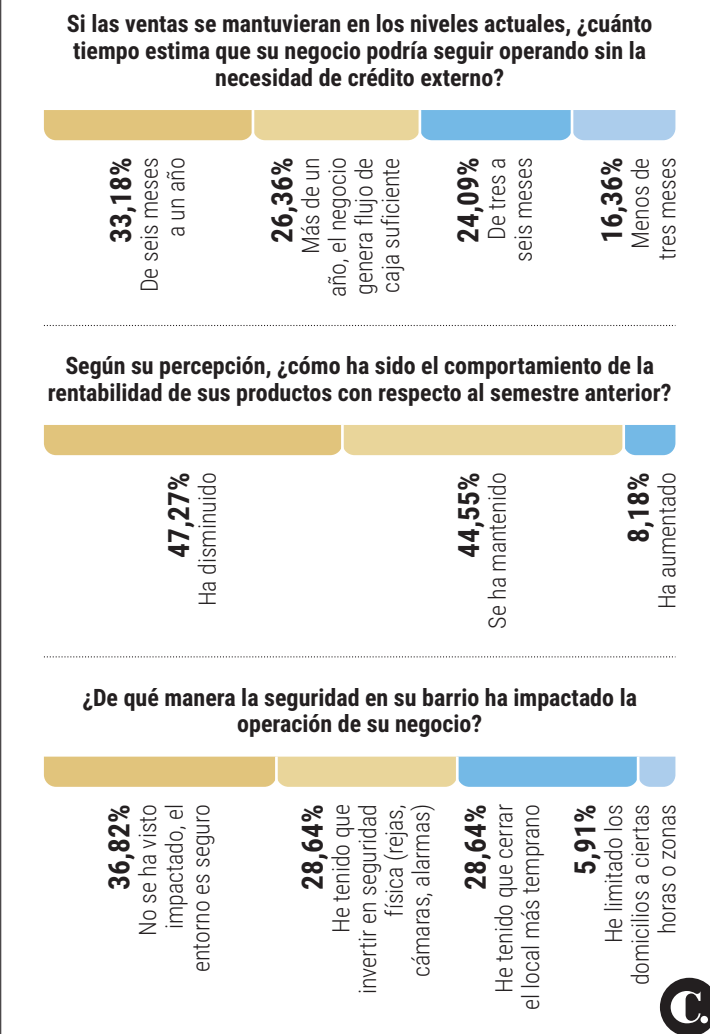 Si las ventas se mantuvieran en los niveles actuales, ¿cuánto
tiempo estima que su negocio podría seguir operando sin la
necesidad de crédito externo?
33,18%
De seis meses
a un año
26,36%
Más de un
año, el negocio
genera flujo de
caja suficiente
24,09%
De tres a
seis meses
16,36%
Menos de
tres meses
Según su percepción, ¿cómo ha sido el comportamiento de la
rentabilidad de sus productos con respecto al semestre anterior?
47,27%
Ha disminuido
44,55%
Se ha mantenido
8,18%
Ha aumentado
¿De qué manera la seguridad en su barrio ha impactado la
operación de su negocio?
36,82%
No se ha visto
impactado, el
entorno es seguro
28,64%
He tenido que
invertir en seguridad
física (rejas,
cámaras, alarmas)
28,64%
He tenido que cerrar
el local más temprano
5,91%
He limitado los
domicilios a ciertas
horas o zonas
C.